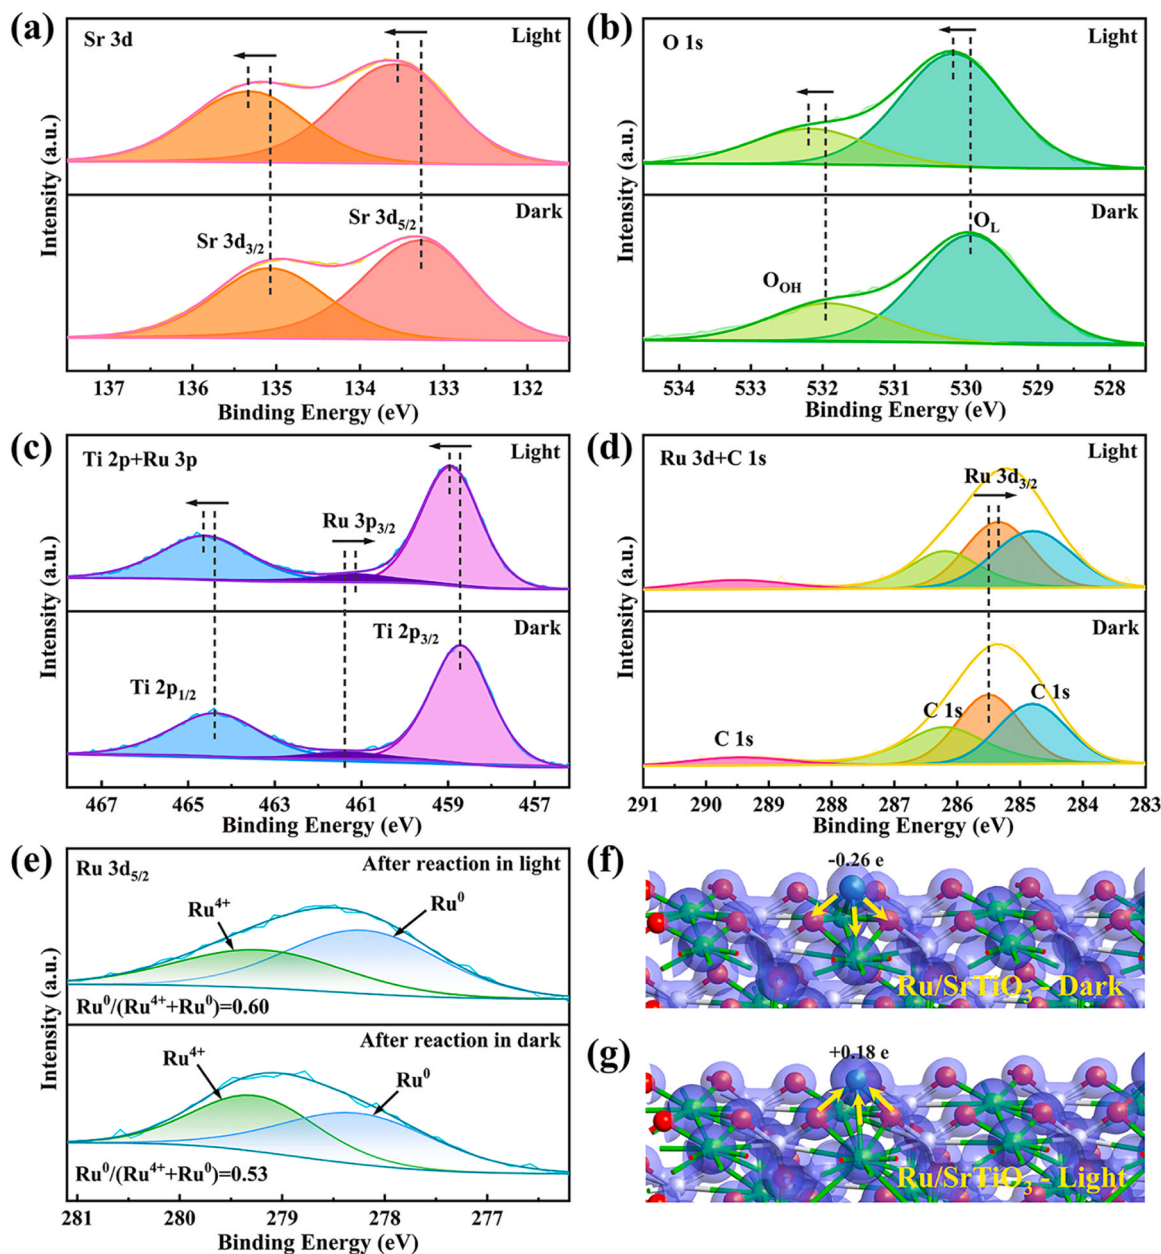 (a)
Sr 3d
Light
Dark
Sr 3d3/2
Sr 3d5/2
Intensity (a.u.)
137 136 135 134 133 132
Binding Energy (eV)
(b)
O 1s
Light
Dark
OL
OOH
Intensity (a.u.)
534 533 532 531 530 529 528
Binding Energy (eV)
(c)
Ti 2p+Ru 3p
Light
Ru 3p3/2
Dark
Ti 2p3/2
Ti 2p1/2
Intensity (a.u.)
467 465 463 461 459 457
Binding Energy (eV)
(d)
Ru 3d+C 1s
Light
Ru 3d3/2
Dark
C 1s
C 1s
C 1s
Intensity (a.u.)
291 290 289 288 287 286 285 284 283
Binding Energy (eV)
(e)
Ru 3d5/2
After reaction in light
Ru4+
Ru0
Ru0/(Ru4++Ru0)=0.60
After reaction in dark
Ru4+
Ru0
Ru0/(Ru4++Ru0)=0.53
Intensity (a.u.)
281 280 279 278 277
Binding Energy (eV)
(f)
-0.26 e
Ru/SrTiO3 - Dark
(g)
+0.18 e
Ru/SrTiO3 - Light